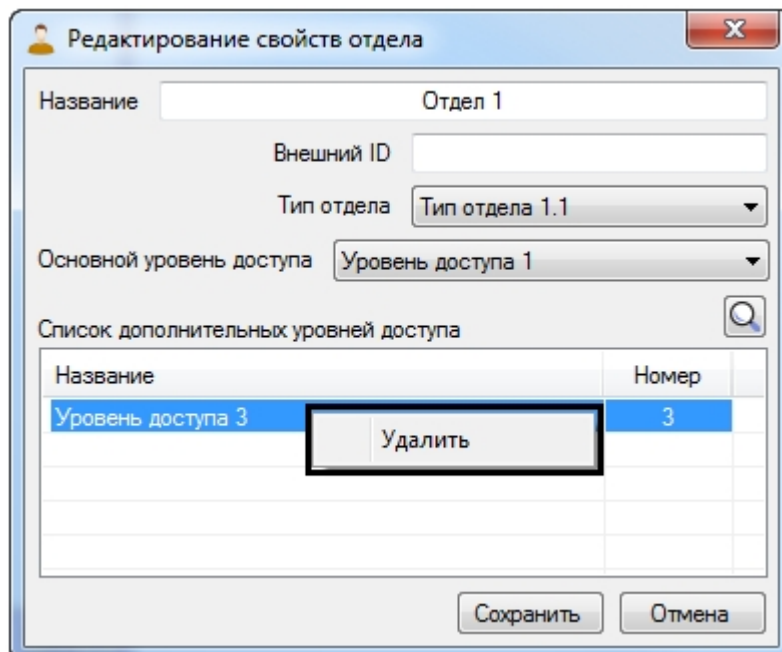 Редактирование свойств отдела
Название Отдел 1
Внешний ID
Тип отдела Тип отдела 1.1
Основной уровень доступа Уровень доступа 1
Список дополнительных уровней доступа
Название Номер
Уровень доступа 3 3
Удалить
Сохранить Отмена